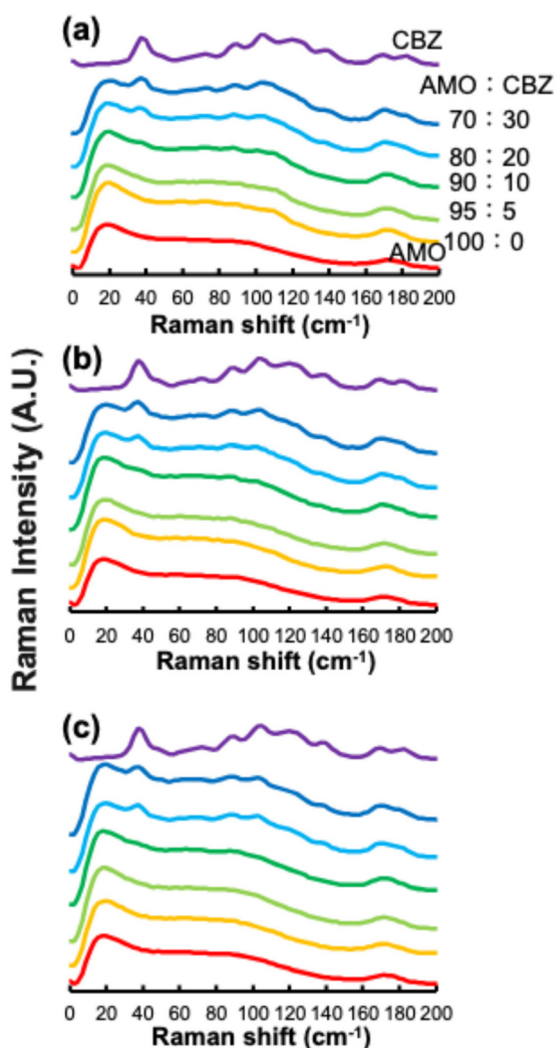 (a)
CBZ
AMO : CBZ
70 : 30
80 : 20
90 : 10
95 : 5
100 : 0
AMO
0 20 40 60 80 100 120 140 160 180 200
Raman shift (cm-1)
Raman Intensity (A.U.)
(b)
0 20 40 60 80 100 120 140 160 180 200
Raman shift (cm-1)
(c)
0 20 40 60 80 100 120 140 160 180 200
Raman shift (cm-1)